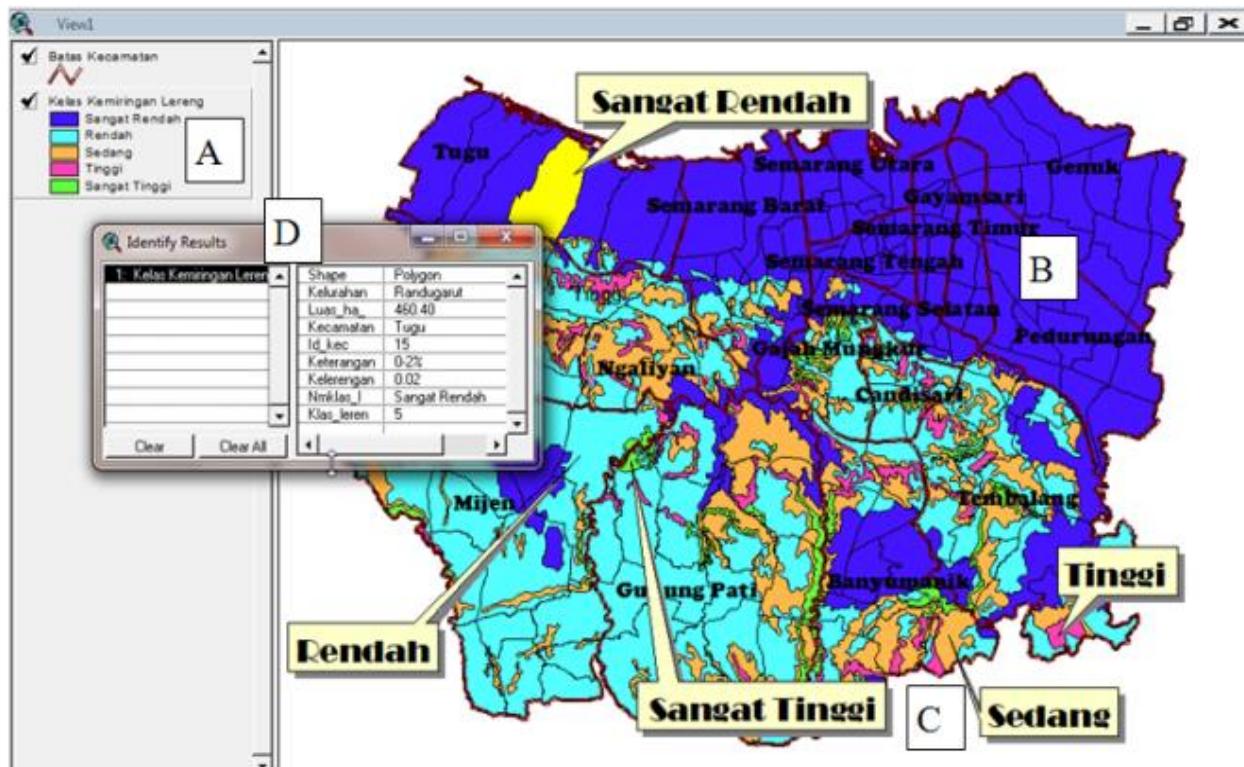 View1
Batas Kecamatan
Kelas Kemiringan Lereng
Sangat Rendah
Rendah
Sedang
Tinggi
Sangat Tinggi
A
D
Identify Results
1: Kelas Kemiringan Leren
Shape Polygon
Kelurahan Randugarut
Luas_ha_ 460.40
Kecamatan Tugu
Id_kec 15
Keterangan 0-2%
Kelerengan 0.02
Nmklas_l Sangat Rendah
Klas_leren 5
Clear Clear All
Sangat Rendah
Tugu
Semarang Utara
Genuk
Semarang Barat
Gayamsari
Semarang Timur
Semarang Tengah
B
Semarang Selatan
Pedurungan
Gajah Mungkur
Ngaliyan
Candisari
Mijen
Tembalang
Gunung Pati
Banyumanik
Tinggi
Rendah
Sangat Tinggi
C
Sedang